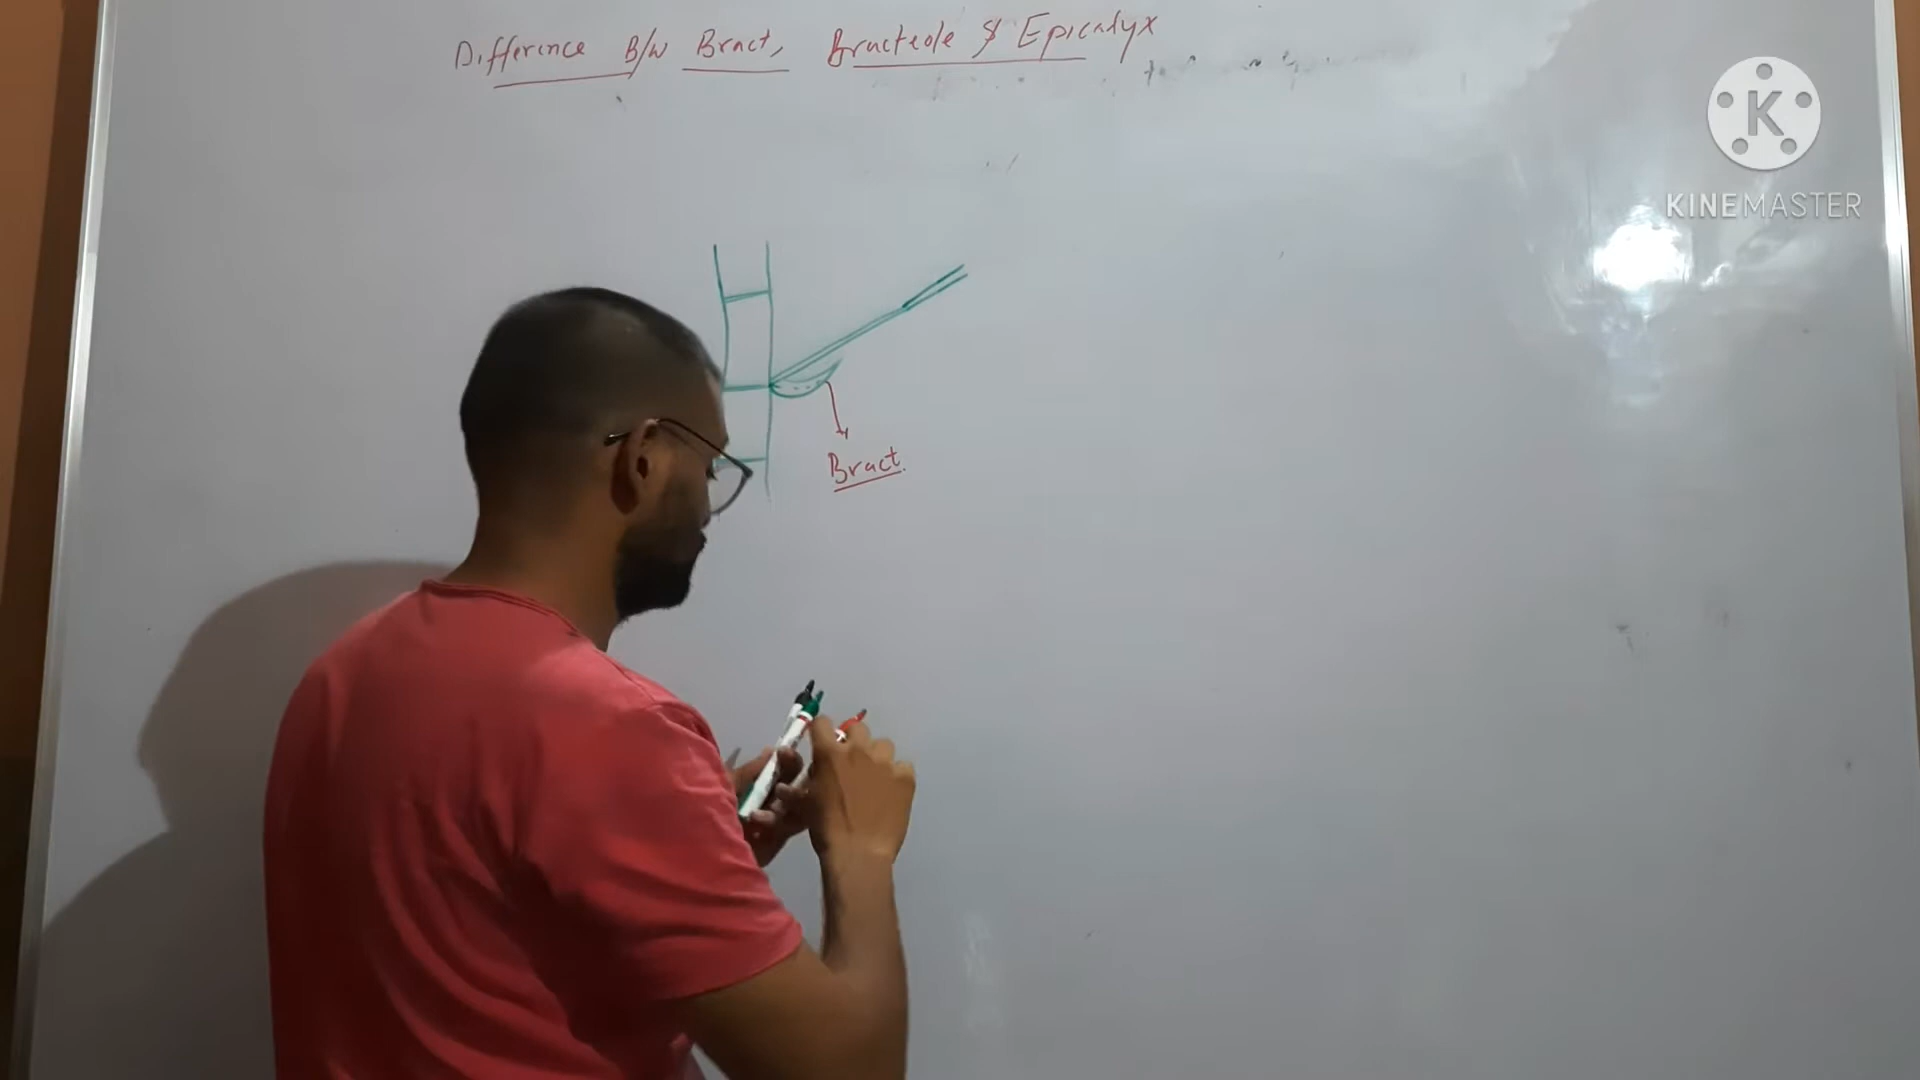 Difference B/w Bract, Bracteole & Epicalyx
K
KINEMASTER
Bract.